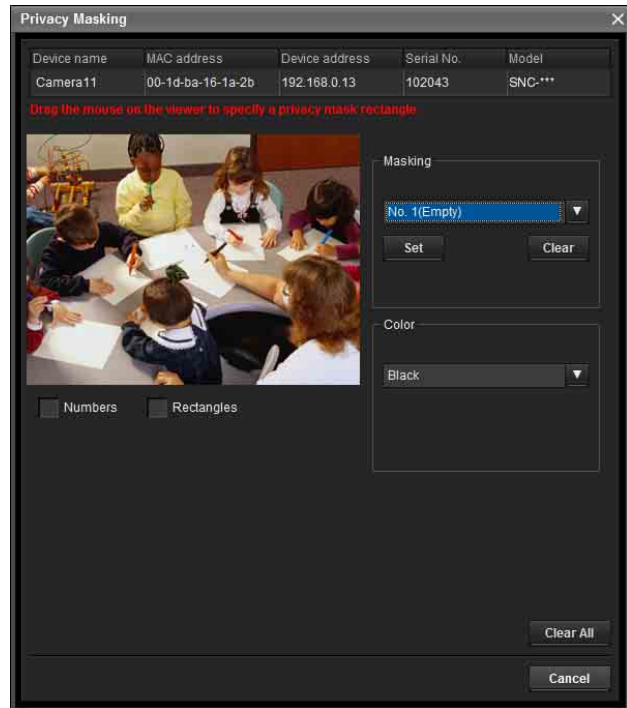 Privacy Masking
Device name MAC address Device address Serial No. Model
Camera11 00-1d-ba-16-1a-2b 192.168.0.13 102043 SNC-***
Drag the mouse on the viewer to specify a privacy mask rectangle.
Masking
No. 1(Empty)
Set Clear
Color
Black
Numbers Rectangles
Clear All
Cancel